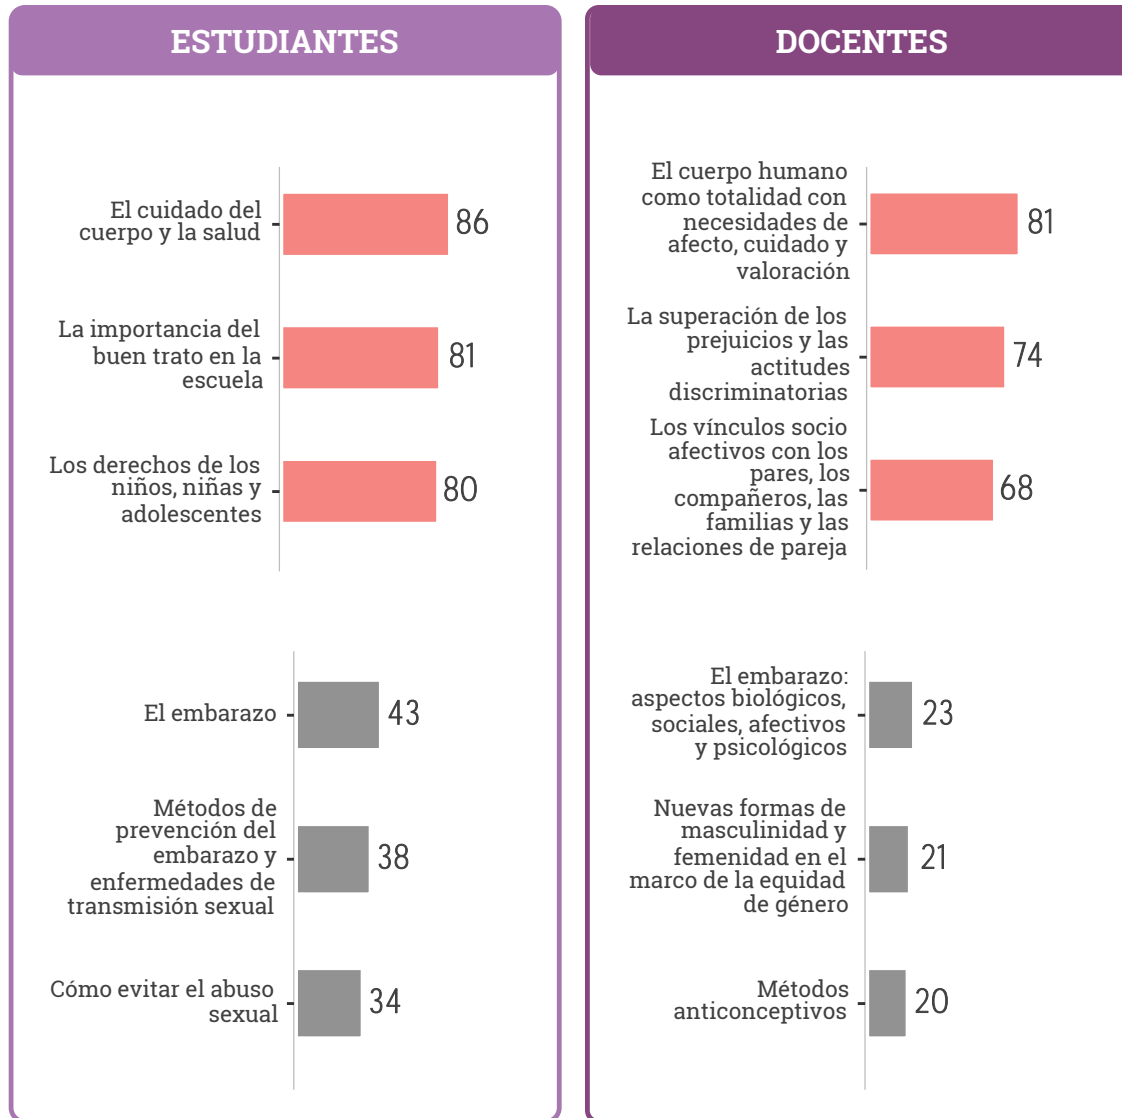 ESTUDIANTES
El cuidado del
cuerpo y la salud
86
La importancia del
buen trato en la
escuela
81
Los derechos de los
niños, niñas y
adolescentes
80
El embarazo
43
Métodos de
prevención del
embarazo y
enfermedades de
transmisión sexual
38
Cómo evitar el abuso
sexual
34
DOCENTES
El cuerpo humano
como totalidad con
necesidades de
afecto, cuidado y
valoración
81
La superación de los
prejuicios y las
actitudes
discriminatorias
74
Los vínculos socio
afectivos con los
pares, los
compañeros, las
familias y las
relaciones de pareja
68
El embarazo:
aspectos biológicos,
sociales, afectivos
y psicológicos
23
Nuevas formas de
masculinidad y
femenidad en el
marco de la equidad
de género
21
Métodos
anticonceptivos
20